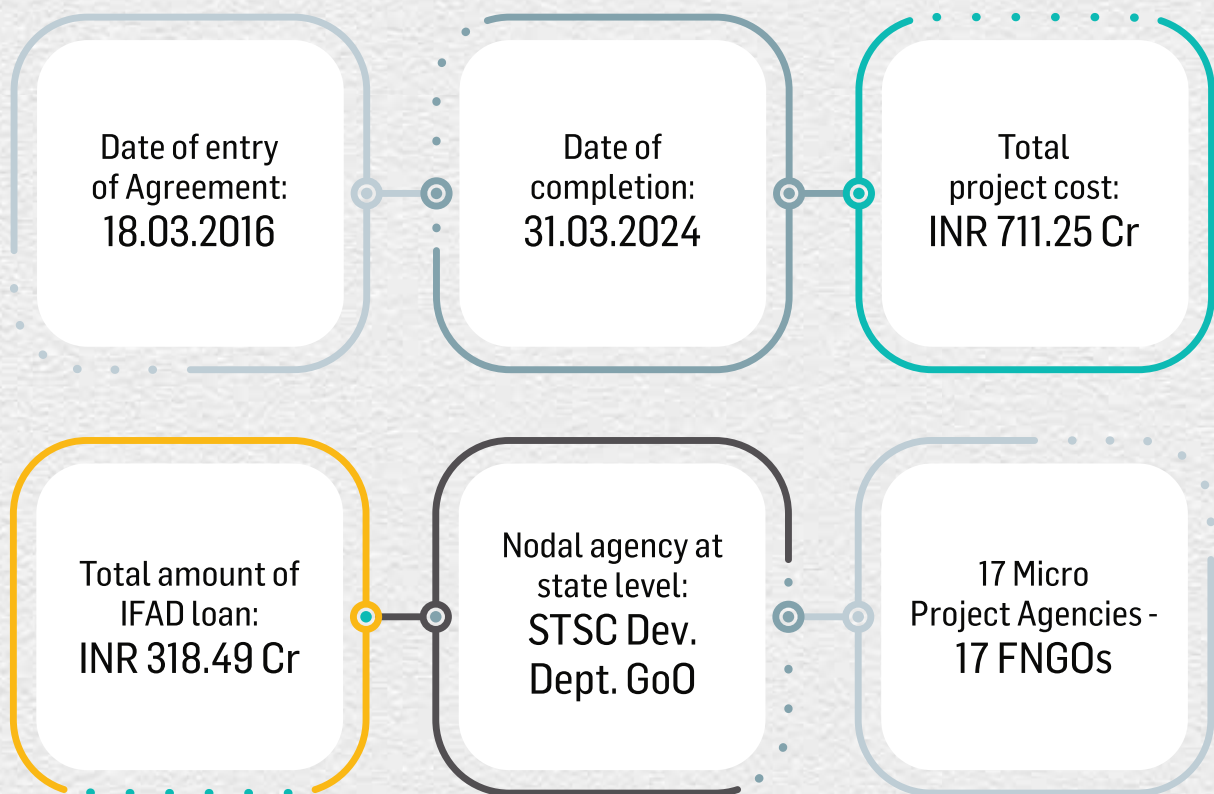 Date of entry
of Agreement:
18.03.2016
Date of
completion:
31.03.2024
Total
project cost:
INR 711.25 Cr
Total amount of
IFAD loan:
INR 318.49 Cr
Nodal agency at
state level:
STSC Dev.
Dept. GoO
17 Micro
Project Agencies -
17 FNGOs